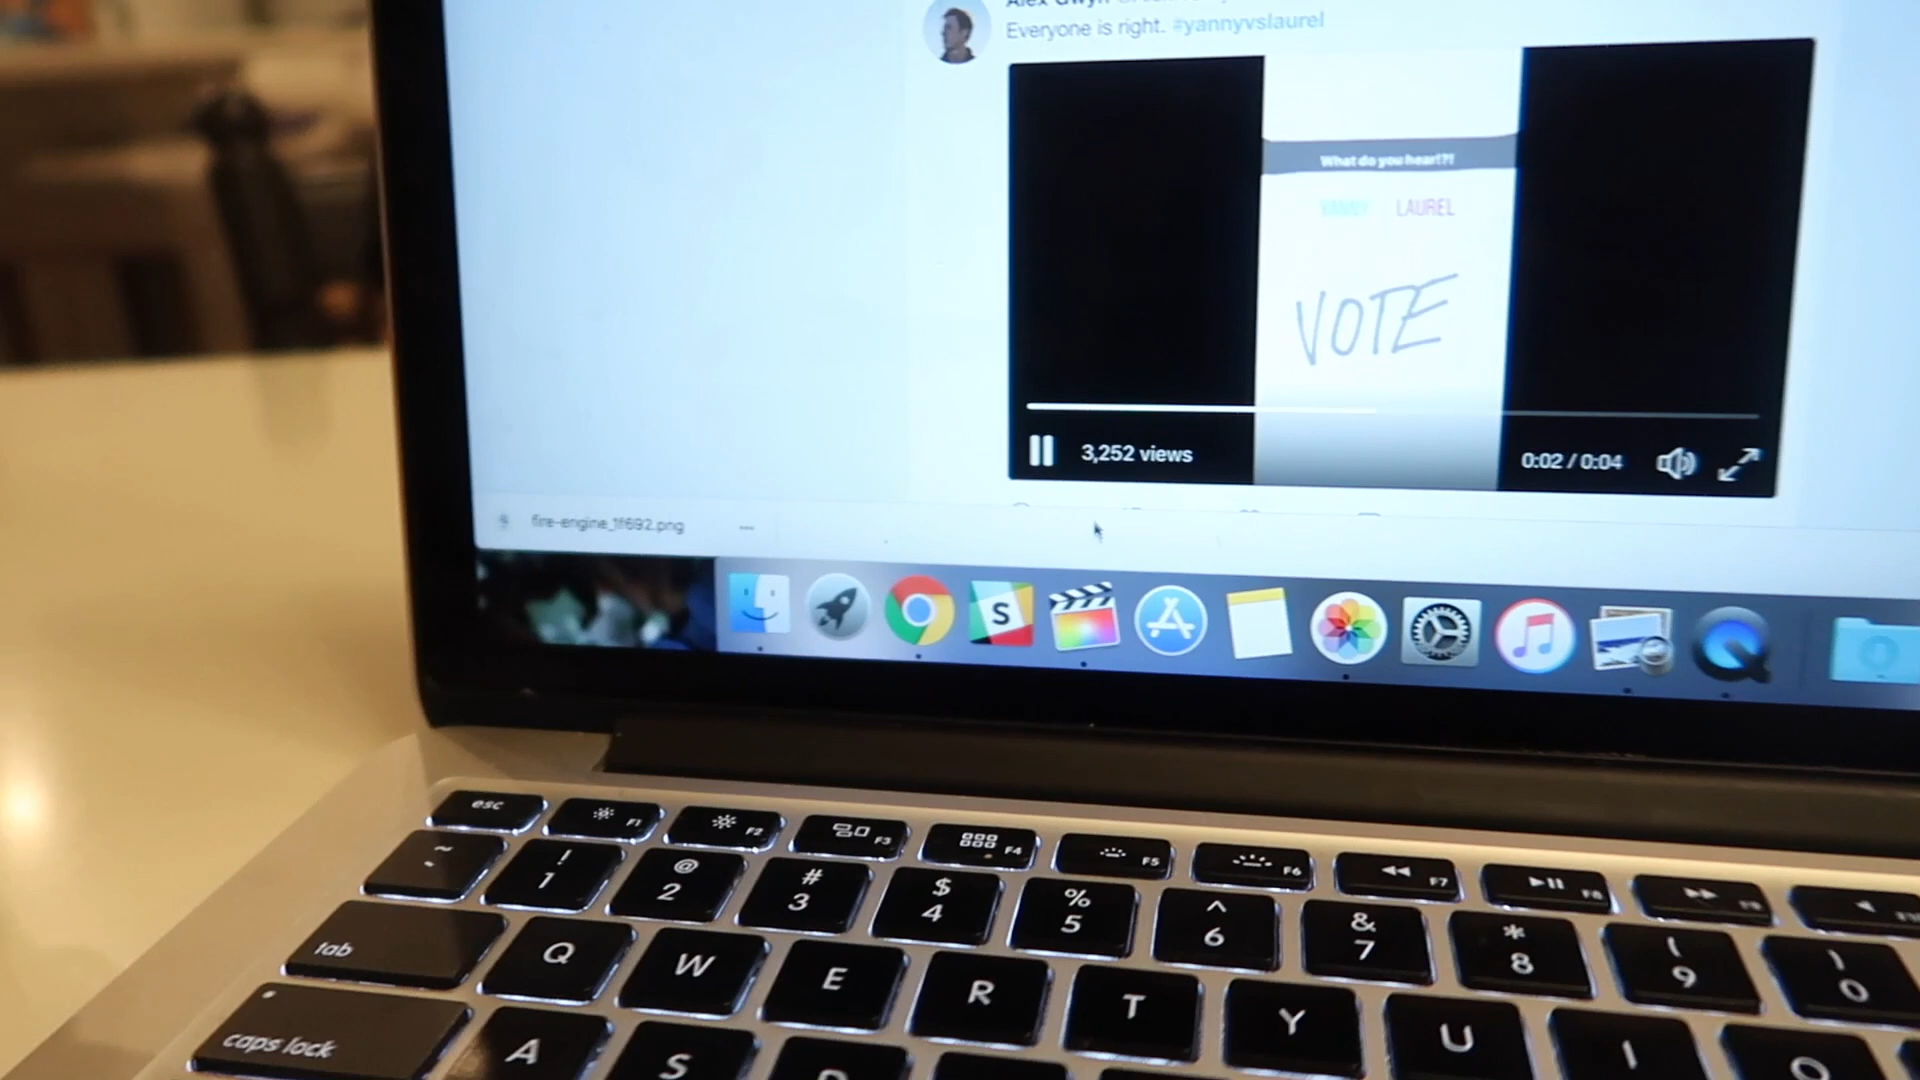 Everyone is right. #yannyvslaurel
What do you hear!?!
YANNY LAUREL
VOTE
3,252 views
0:02 / 0:04
fire-engine_1f692.png
S
esc F1 F2 F3 F4 F5 F6 F7 F8 F9
~ ! @ # $ % ^ & * ( )
` 1 2 3 4 5 6 7 8 9 0
tab Q W E R T Y U I O
caps lock A S